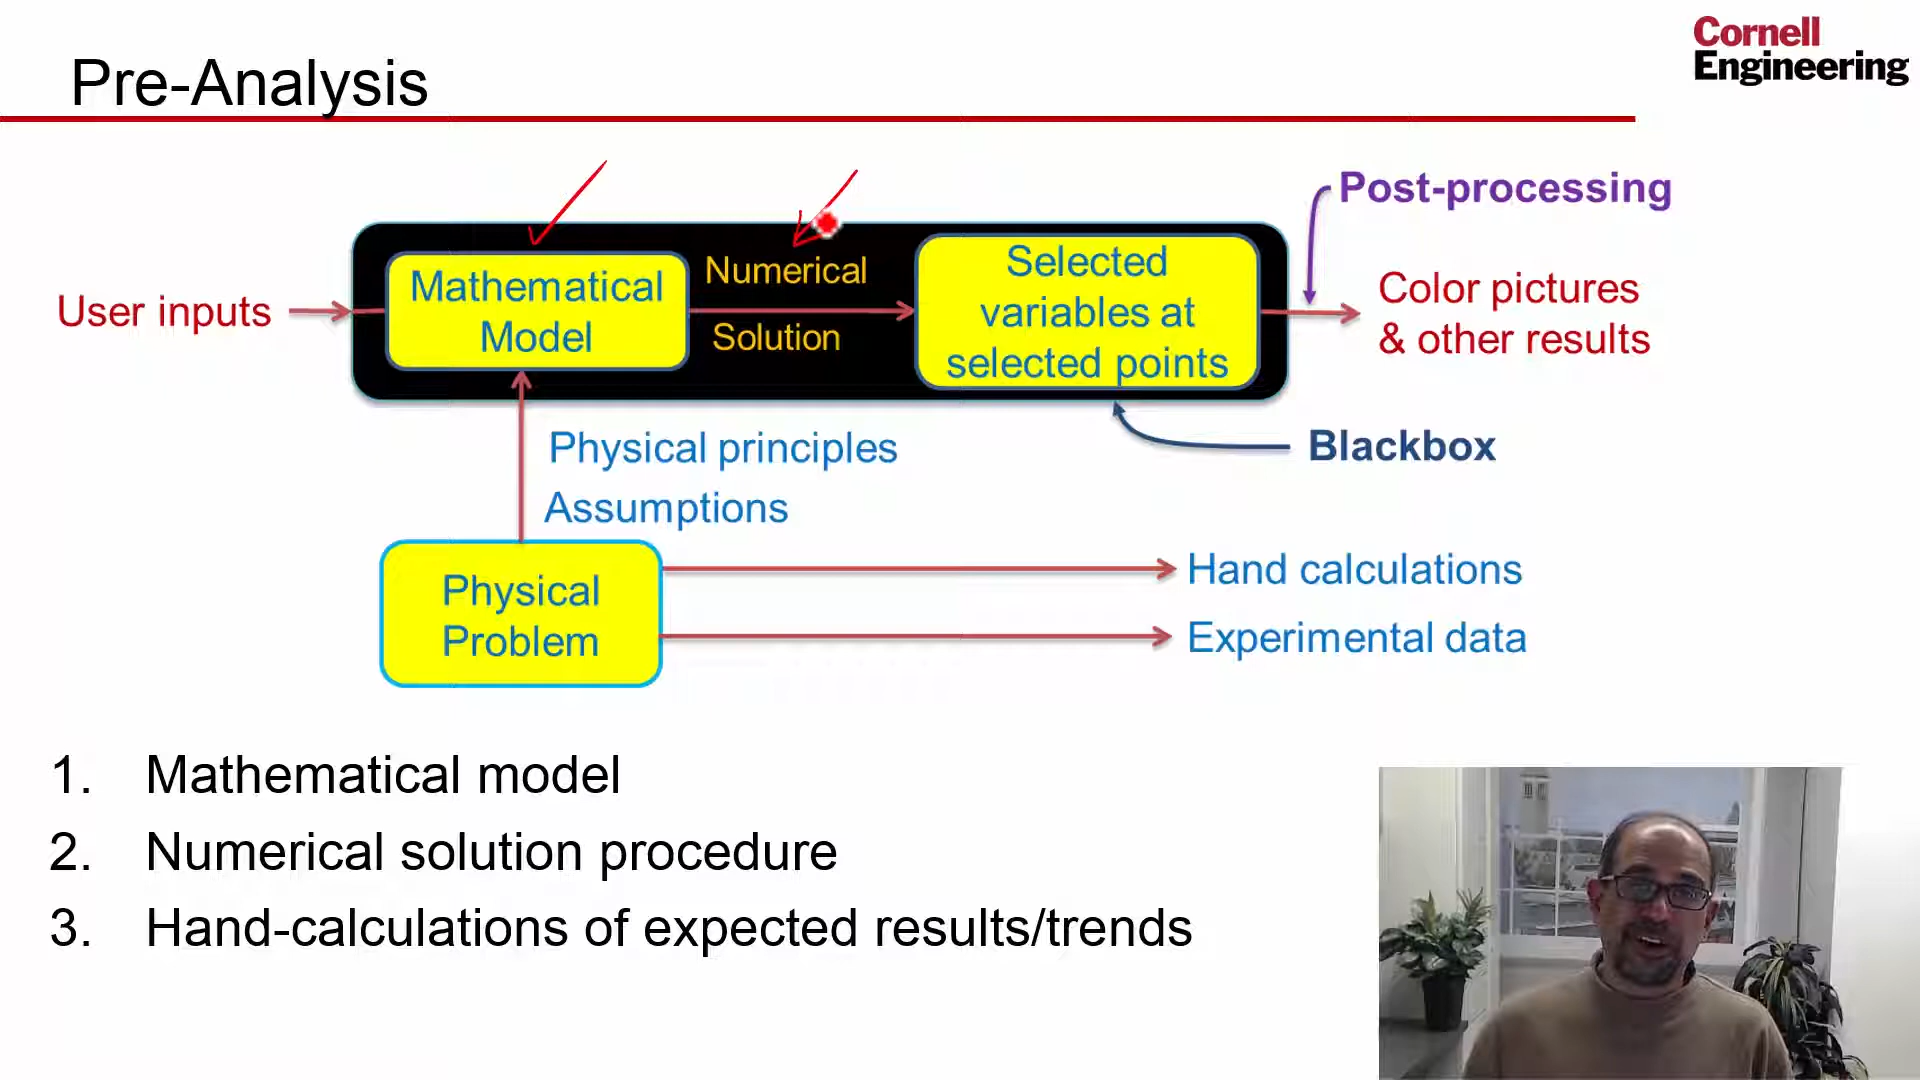 Pre-Analysis
Cornell
Engineering
Post-processing
User inputs
Mathematical
Model
Numerical
Solution
Selected
variables at
selected points
Color pictures
& other results
Physical principles
Assumptions
Blackbox
Physical
Problem
Hand calculations
Experimental data
1. Mathematical model
2. Numerical solution procedure
3. Hand-calculations of expected results/trends